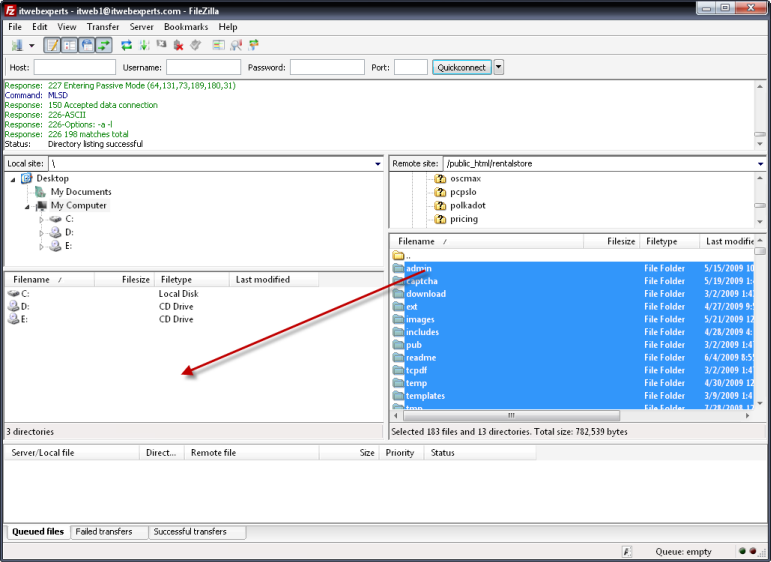 itwebexperts - itweb1@itwebexperts.com - FileZilla
File Edit View Transfer Server Bookmarks Help
Host: Username: Password: Port: Quickconnect
Response: 227 Entering Passive Mode (64,131,73,189,180,31)
Command: MLSD
Response: 150 Accepted data connection
Response: 226-ASCII
Response: 226-Options: -a -l
Response: 226 198 matches total
Status: Directory listing successful
Local site: \
Desktop
My Documents
My Computer
C:
D:
E:
Filename / Filesize Filetype Last modified
C: Local Disk
D: CD Drive
E: CD Drive
3 directories
Remote site: /public_html/rentalstore
oscmax
pcpslo
polkadot
pricing
Filename / Filesize Filetype Last modifie
..
admin File Folder 5/15/2009 10
captcha File Folder 5/19/2009 1:
download File Folder 3/2/2009 1:4
ext File Folder 4/27/2009 9:
images File Folder 5/21/2009 12
includes File Folder 4/28/2009 4:
pub File Folder 3/2/2009 1:4
readme File Folder 6/4/2009 8:5
tcpdf File Folder 3/2/2009 1:4
temp File Folder 4/30/2009 12
templates File Folder 3/9/2009 1:4
tmp File Folder 7/28/2008 12
Selected 183 files and 13 directories. Total size: 782,539 bytes
Server/Local file Direct... Remote file Size Priority Status
Queued files Failed transfers Successful transfers
Queue: empty